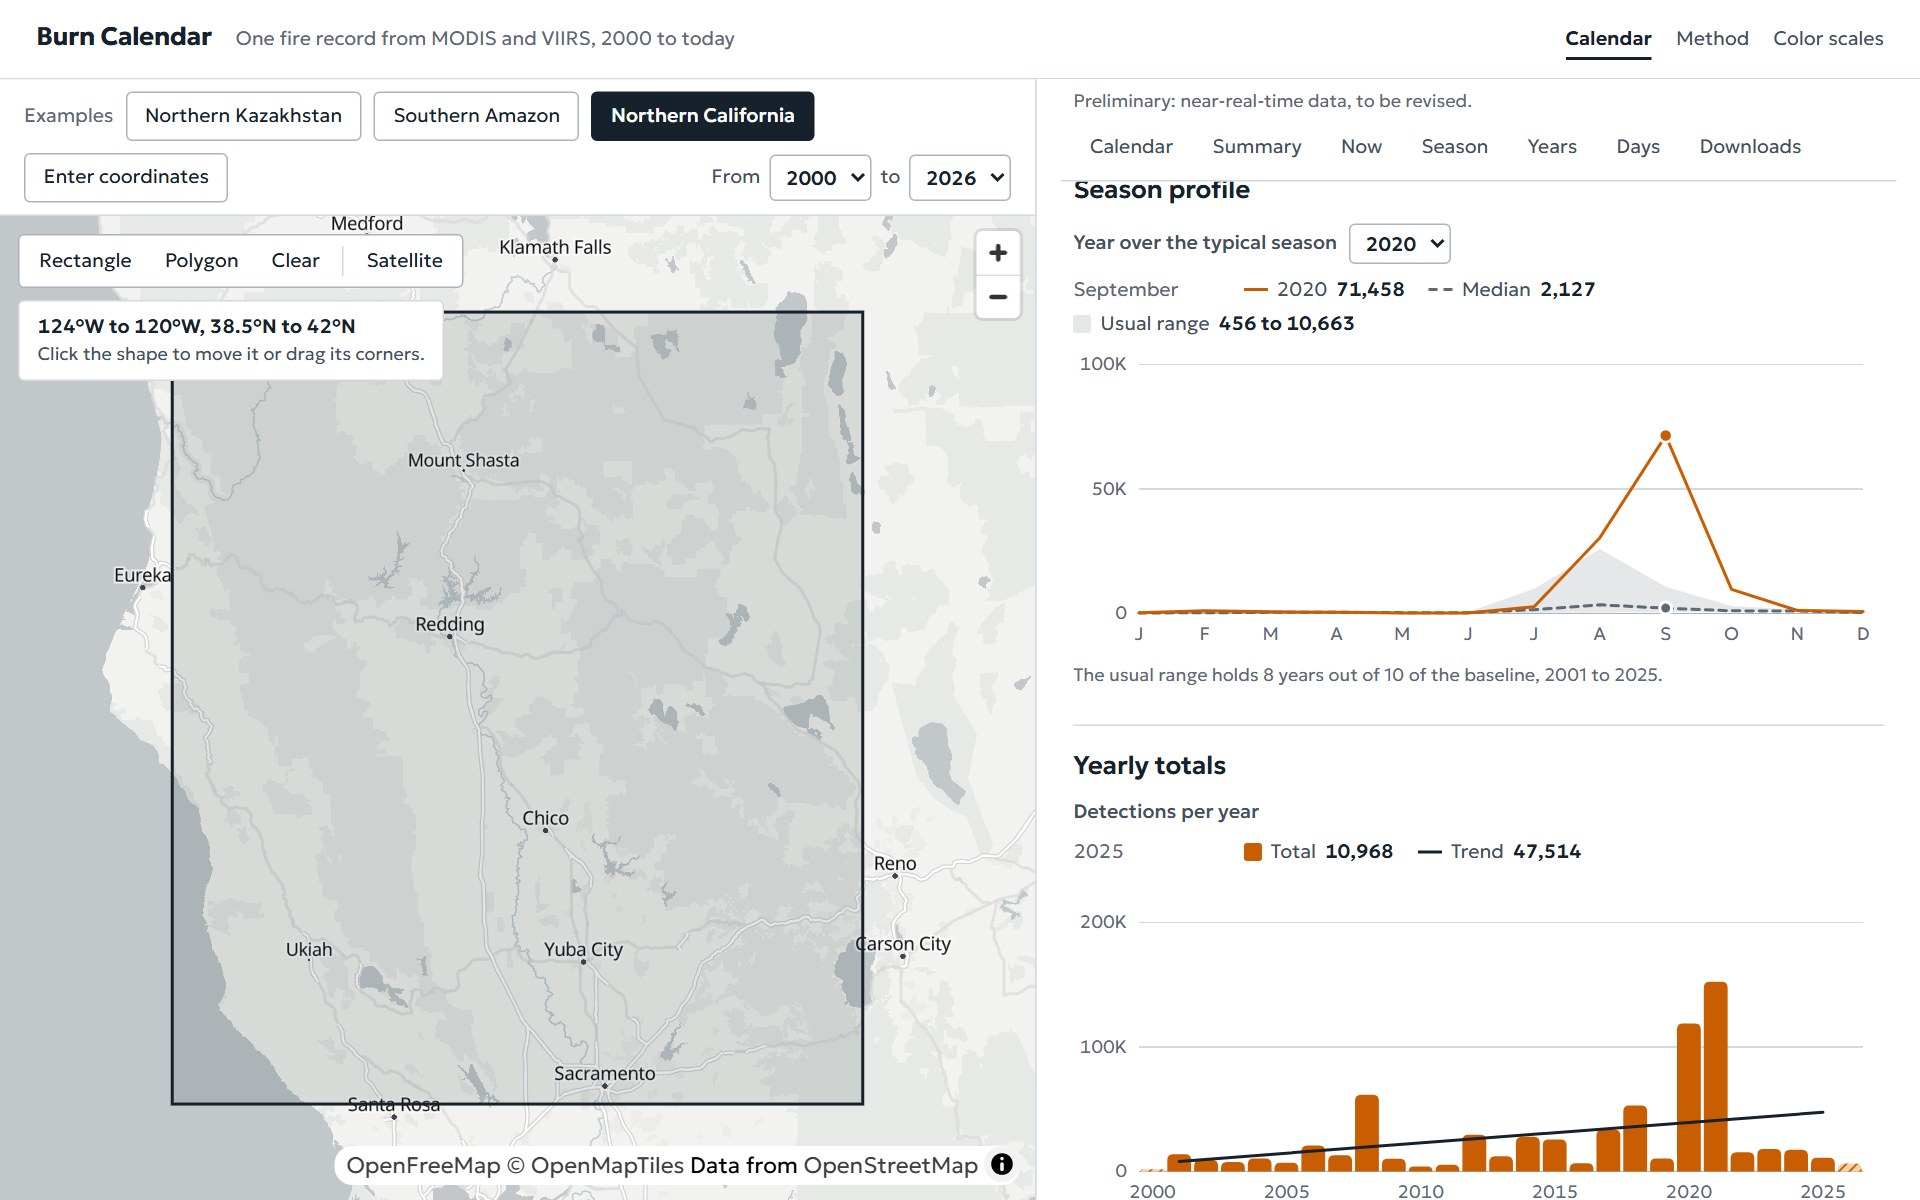 Burn Calendar
One fire record from MODIS and VIIRS, 2000 to today
Calendar
Method
Color scales
Examples
Northern Kazakhstan
Southern Amazon
Northern California
Enter coordinates
From 2000 to 2026
Rectangle
Polygon
Clear
Satellite
124°W to 120°W, 38.5°N to 42°N
Click the shape to move it or drag its corners.
+
−
Medford
Klamath Falls
Mount Shasta
Eureka
Redding
Chico
Reno
Ukiah
Yuba City
Carson City
Sacramento
Santa Rosa
OpenFreeMap © OpenMapTiles Data from OpenStreetMap
Preliminary: near-real-time data, to be revised.
Calendar
Summary
Now
Season
Years
Days
Downloads
Season profile
Year over the typical season 2020
September 2020 71,458 Median 2,127
Usual range 456 to 10,663
100K
50K
0
J F M A M J J A S O N D
The usual range holds 8 years out of 10 of the baseline, 2001 to 2025.
Yearly totals
Detections per year
2025 Total 10,968 Trend 47,514
200K
100K
0
2000 2005 2010 2015 2020 2025